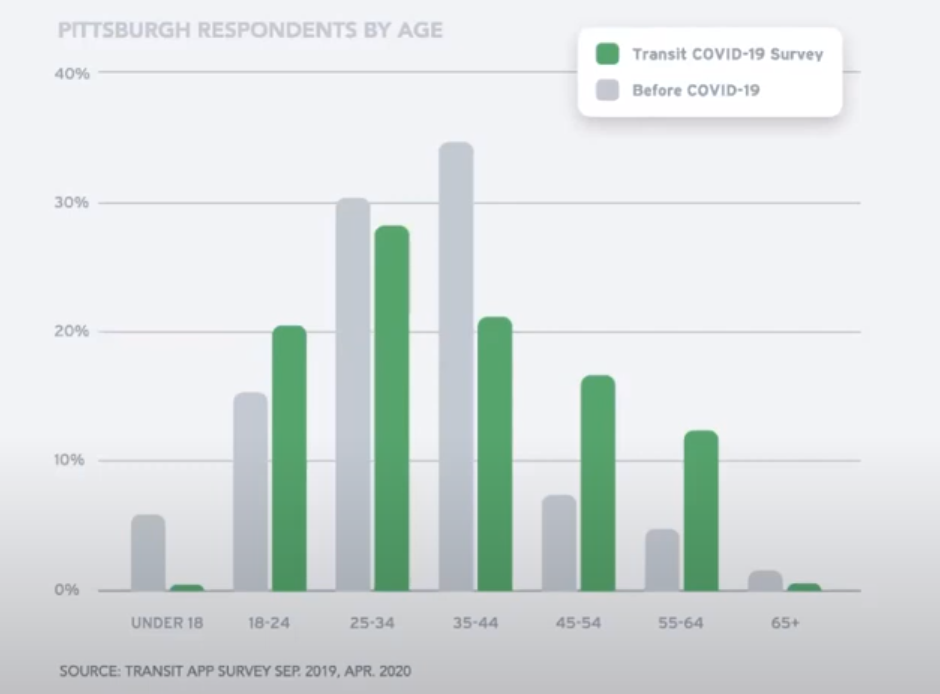 PITTSBURGH RESPONDENTS BY AGE
Transit COVID-19 Survey
Before COVID-19
40%
30%
20%
10%
0%
UNDER 18
18-24
25-34
35-44
45-54
55-64
65+
SOURCE: TRANSIT APP SURVEY SEP. 2019, APR. 2020